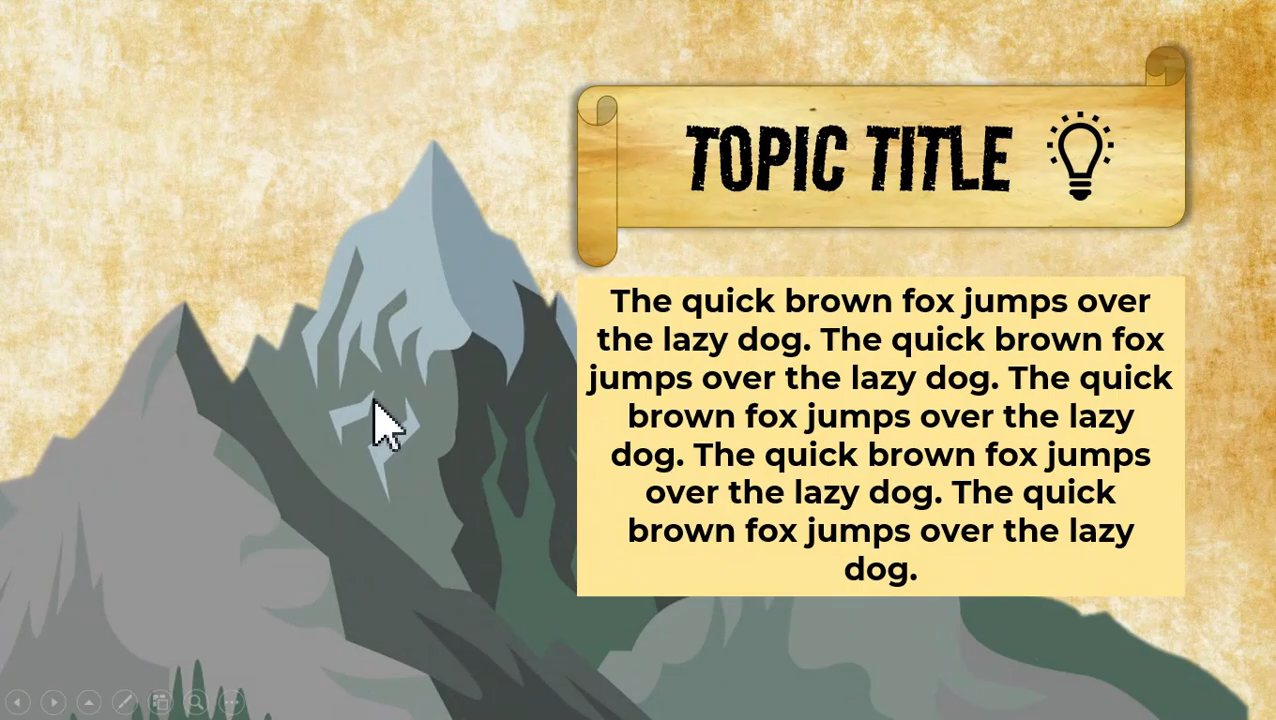 TOPIC TITLE
The quick brown fox jumps over
the lazy dog. The quick brown fox
jumps over the lazy dog. The quick
brown fox jumps over the lazy
dog. The quick brown fox jumps
over the lazy dog. The quick
brown fox jumps over the lazy
dog.